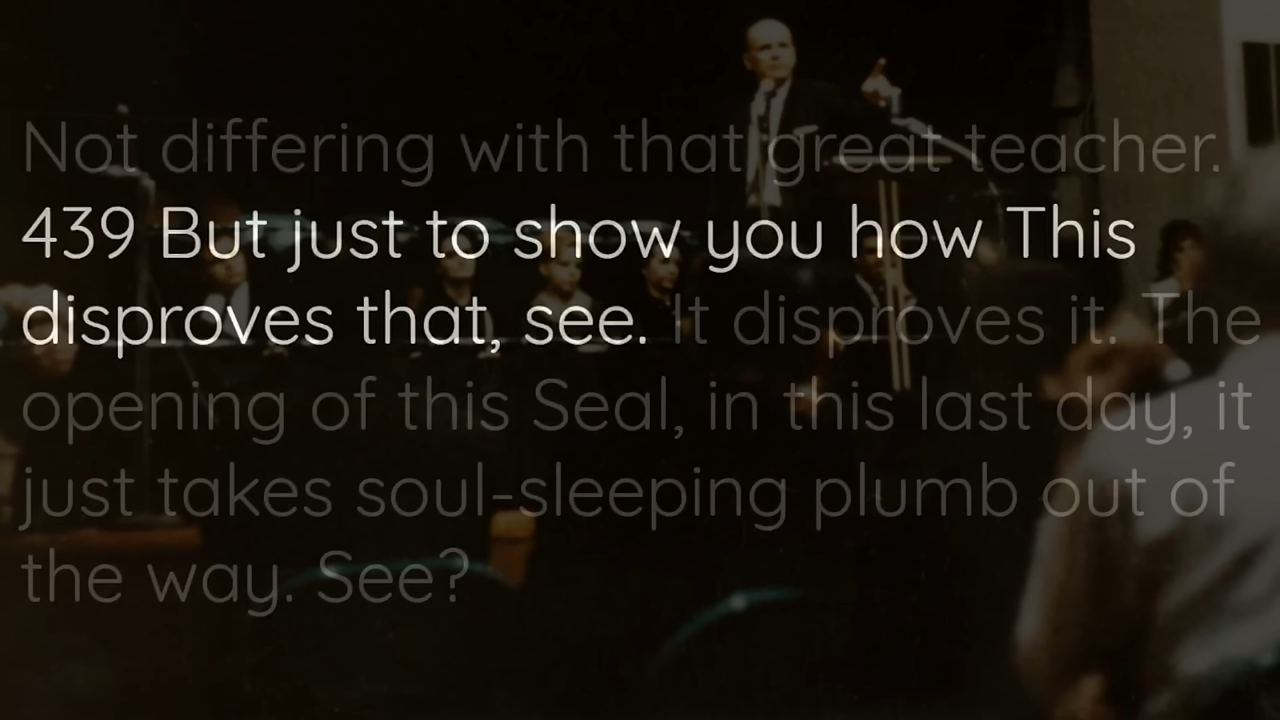 Not differing with that great teacher.
439 But just to show you how This
disproves that, see. It disproves it. The
opening of this Seal, in this last day, it
just takes soul-sleeping plumb out of
the way. See?